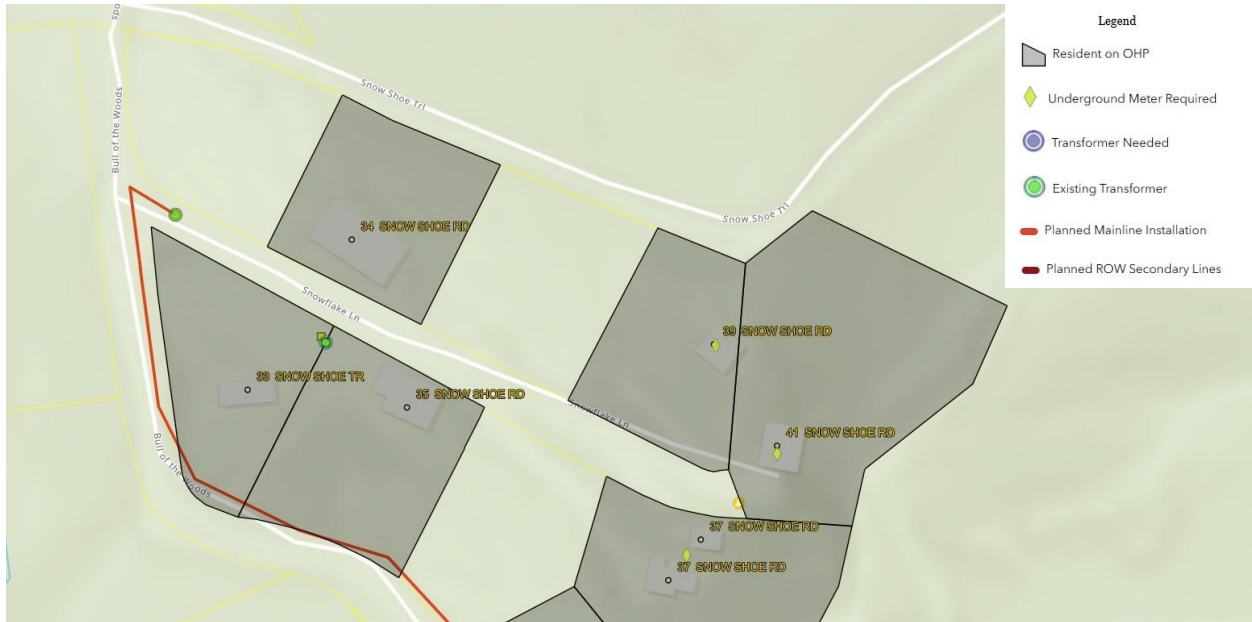 spo
Legend
Resident on OHP
Underground Meter Required
Transformer Needed
Existing Transformer
Planned Mainline Installation
Planned ROW Secondary Lines
Snow Shoe Trl
Bull of the Woods
Snow Shoe Trl
34 SNOW SHOE RD
Snowflake Ln
39 SNOW SHOE RD
33 SNOW SHOE TR
35 SNOW SHOE RD
Snowflake Ln
41 SNOW SHOE RD
Bull of the Woods
37 SNOW SHOE RD
37 SNOW SHOE RD